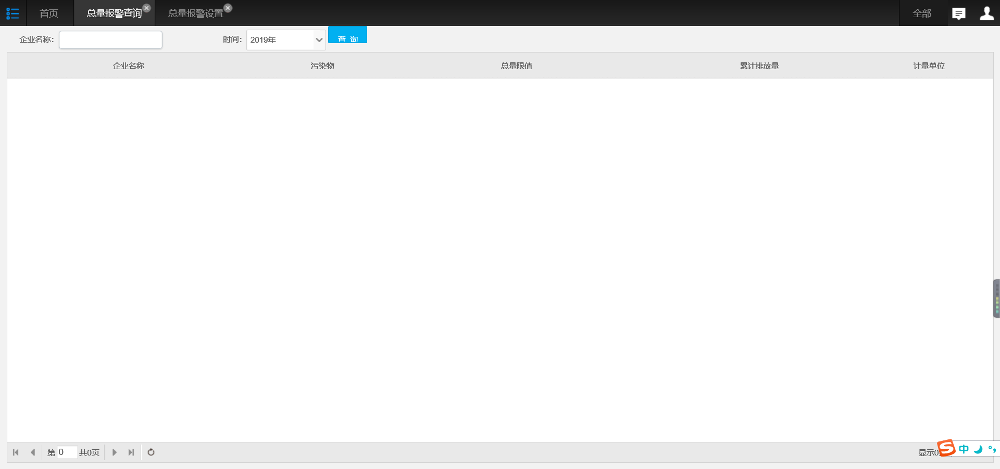 首页 总量报警查询 总量报警设置 全部
企业名称： 时间： 2019年 查 询
企业名称 污染物 总量限值 累计排放量 计量单位
第 0 共0页 显示0
中